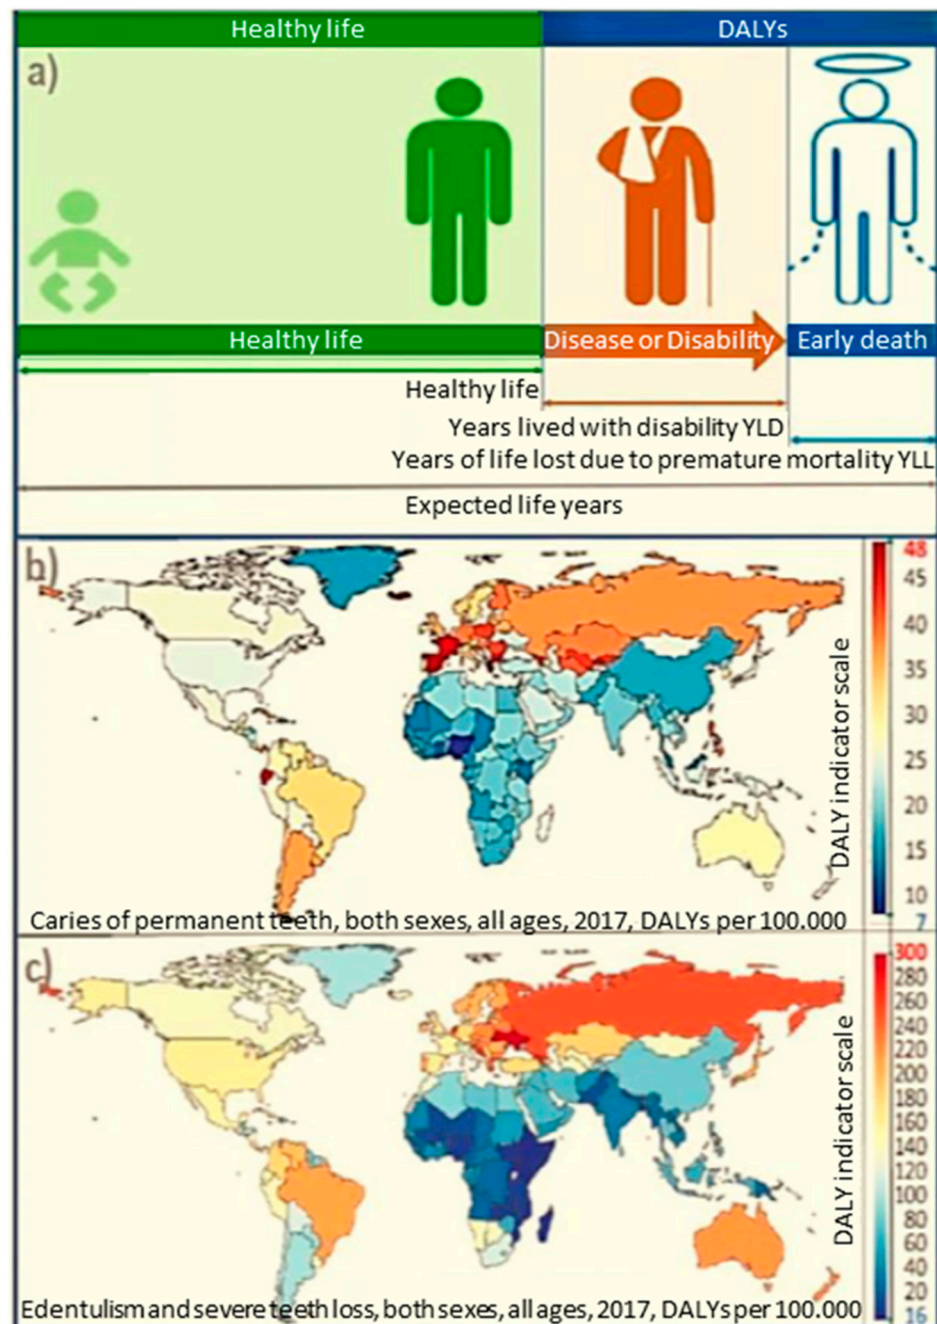 Healthy life
DALYs
a)
Healthy life
Disease or Disability
Early death
Healthy life
Years lived with disability YLD
Years of life lost due to premature mortality YLL
Expected life years
b)
48
45
40
35
30
25
20
15
10
7
DALY indicator scale
Caries of permanent teeth, both sexes, all ages, 2017, DALYs per 100.000
c)
300
280
260
240
220
200
180
160
140
120
100
80
60
40
20
16
DALY indicator scale
Edentulism and severe teeth loss, both sexes, all ages, 2017, DALYs per 100.000